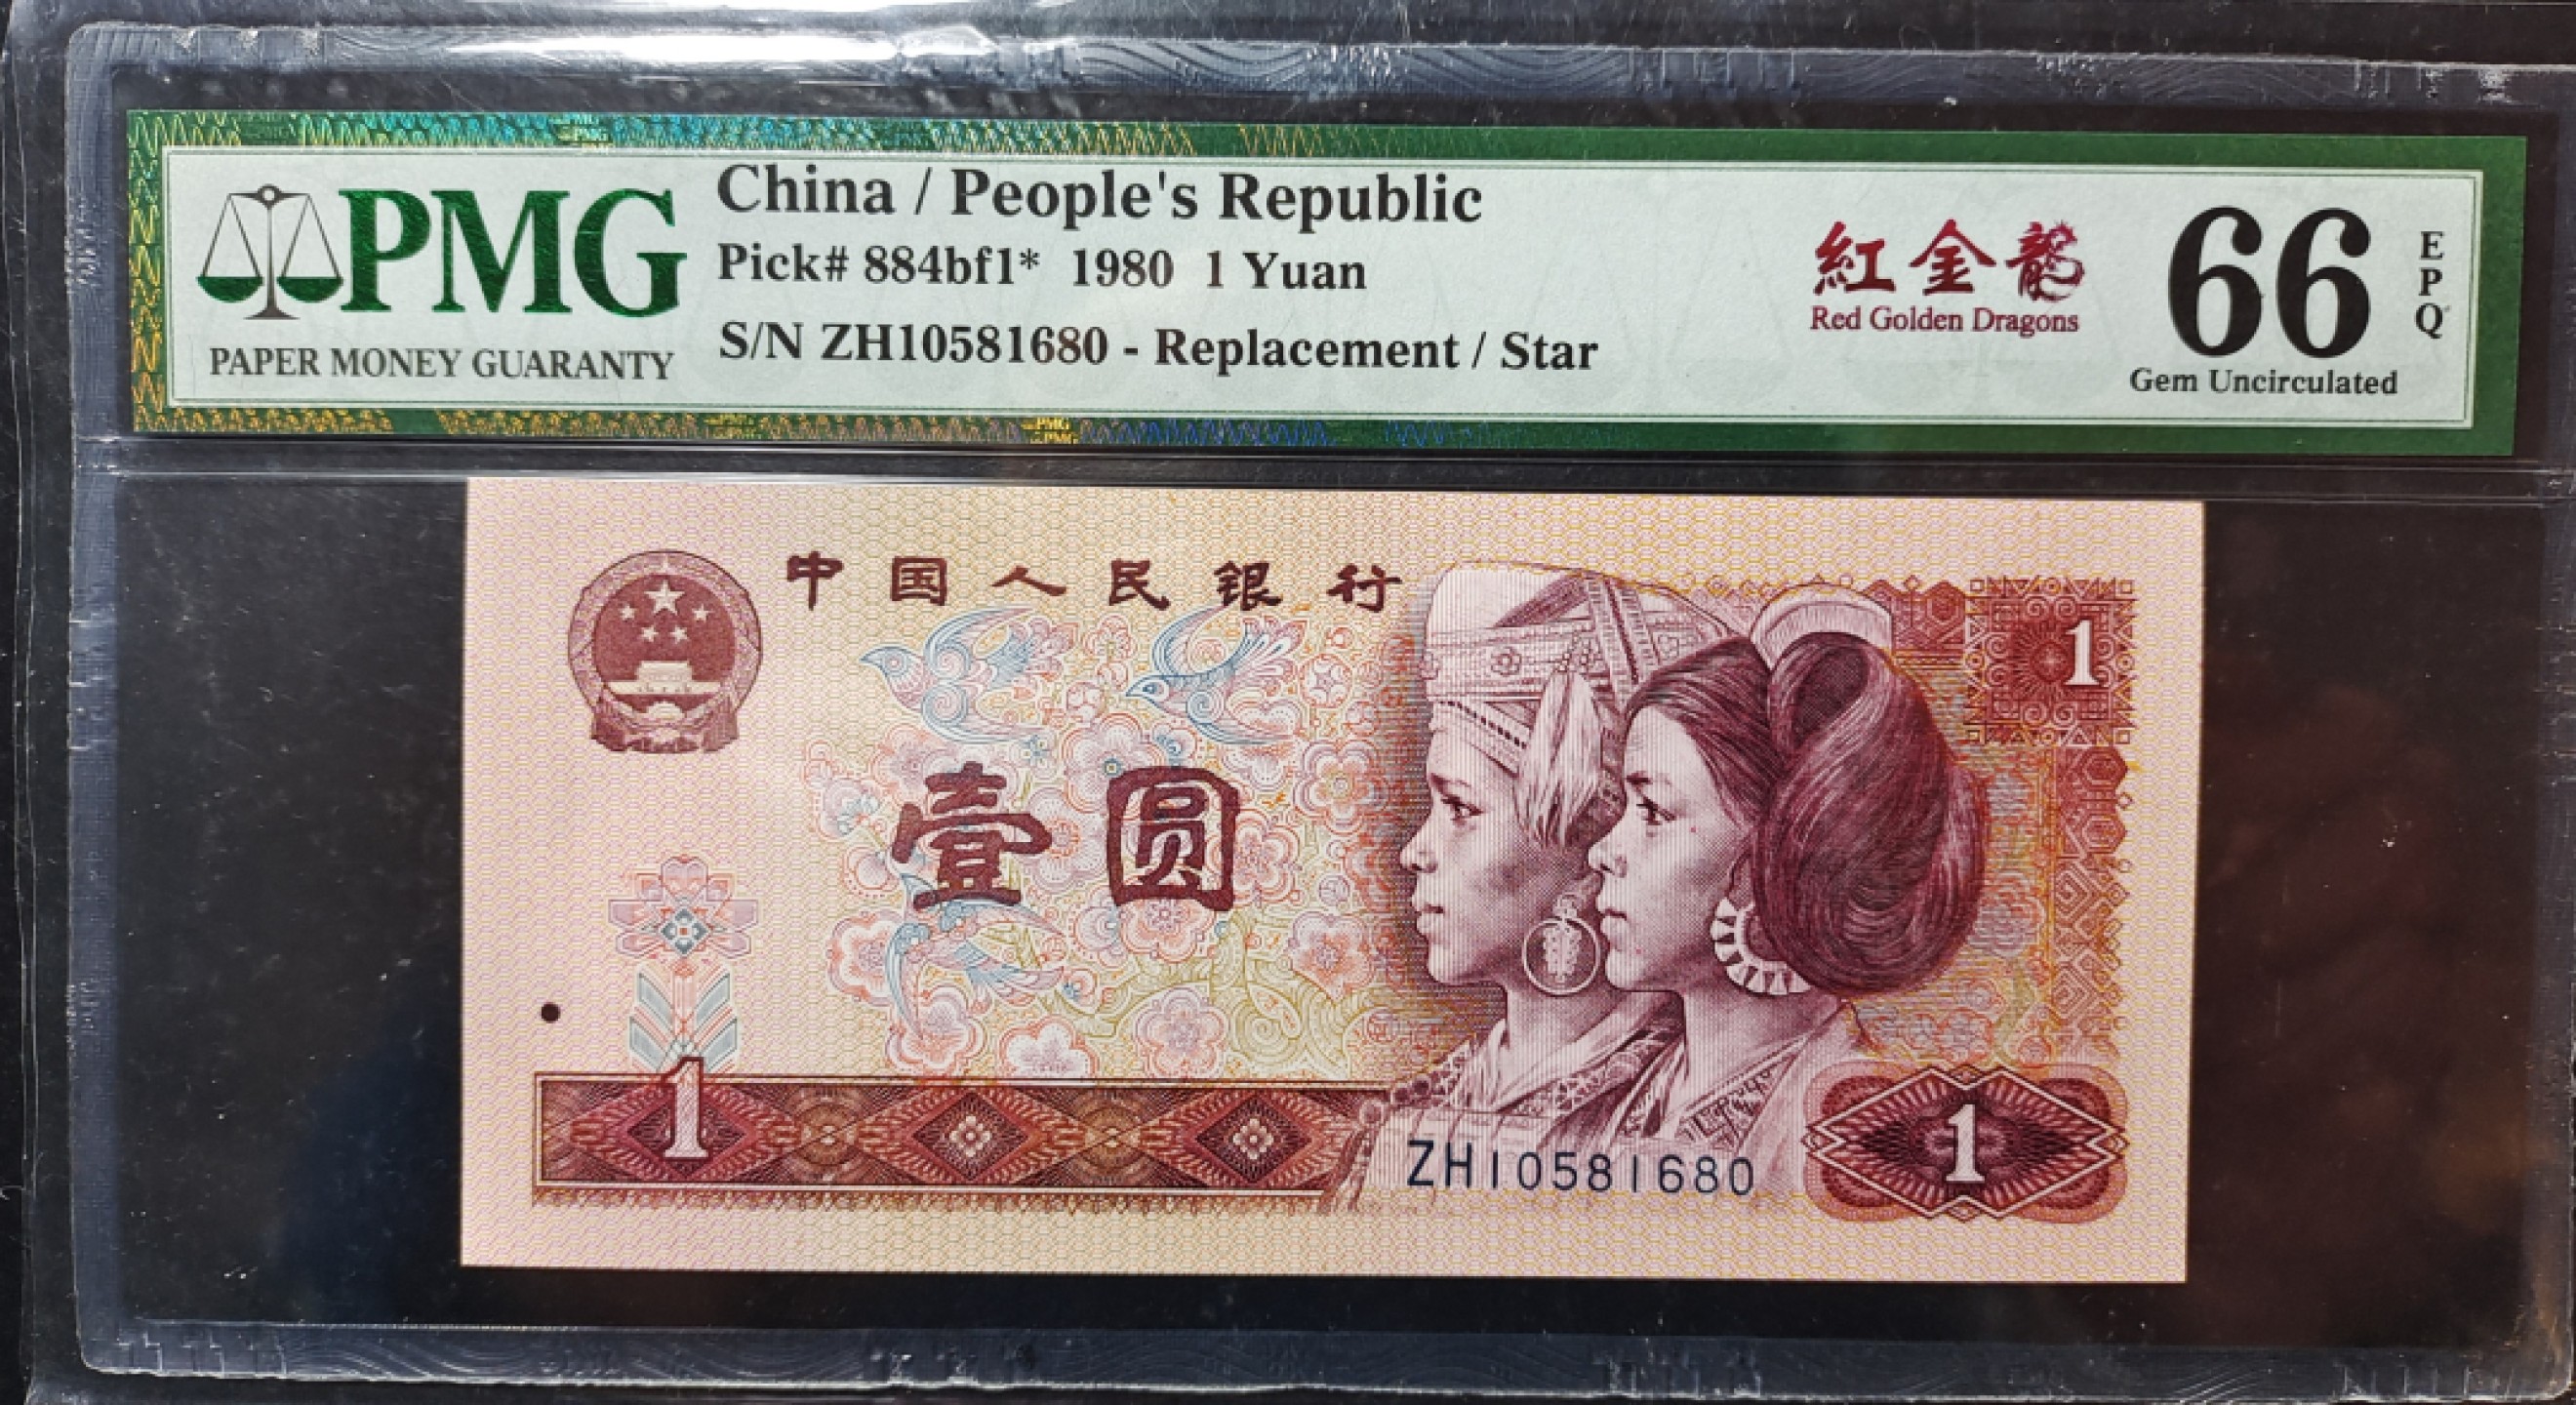 PMG
PAPER MONEY GUARANTY
China / People's Republic
Pick# 884bf1* 1980 1 Yuan
S/N ZH10581680 - Replacement / Star
紅金龍
Red Golden Dragons
66
EPQ
Gem Uncirculated
中国人民银行
1
壹圆
1
ZH10581680
1